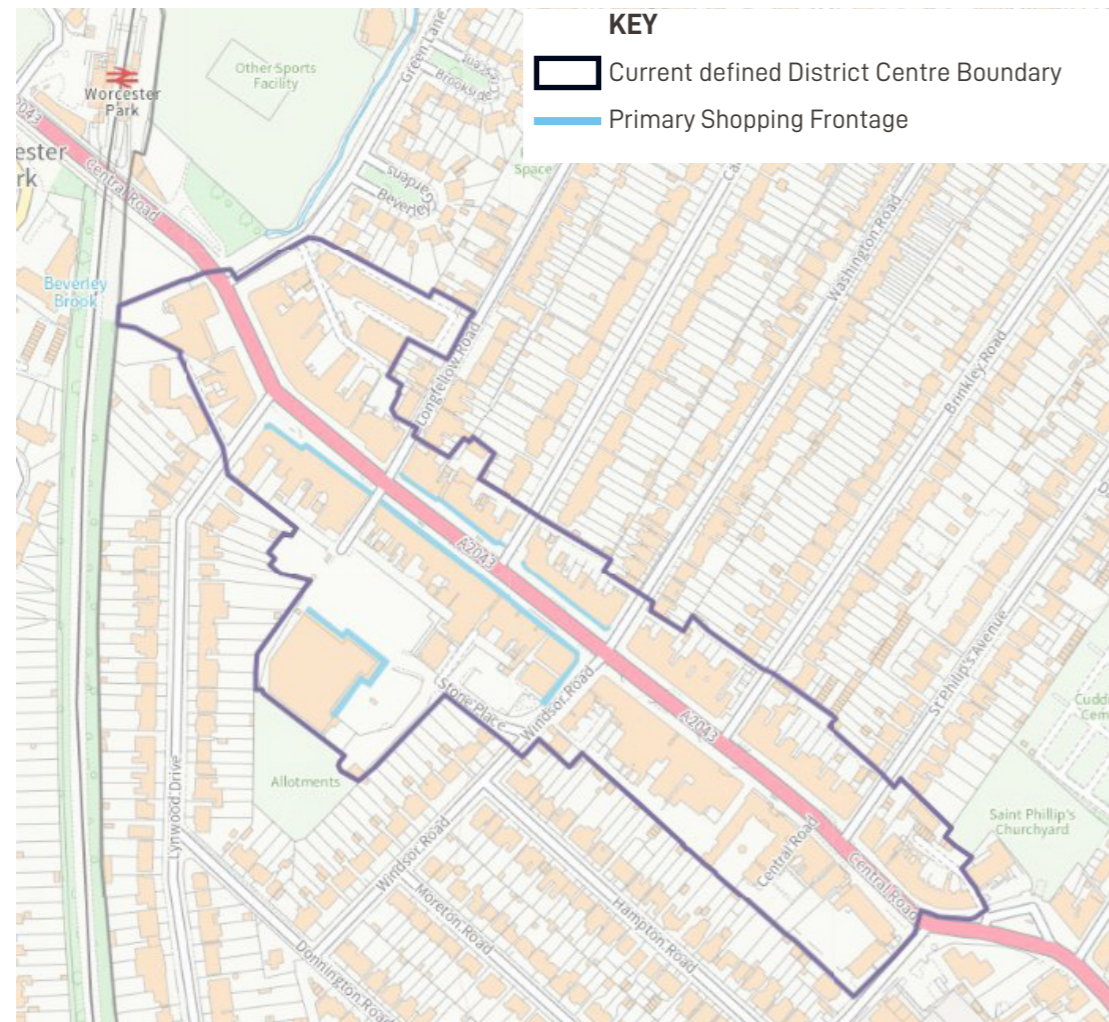 KEY
Current defined District Centre Boundary
Primary Shopping Frontage
Other Sports
Facility
Green Lane
Worcester
Park
Central Road
Beverley
Gardens
Space
Washington Road
Beverley
Brook
Longfellow Road
Brinkley Road
A2043
St Philip's Avenue
Stone Place
Windsor Road
A2043
Allotments
Saint Phillip's
Churchyard
Lynwood Drive
Central Road
Central Road
Windsor Road
Moreton Road
Hampton Road
Donnington Road